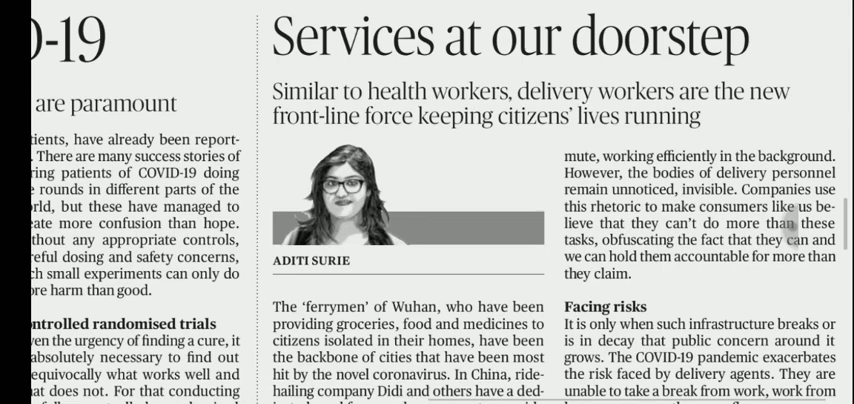 D-19
are paramount
tients, have already been report-
. There are many success stories of
ring patients of COVID-19 doing
e rounds in different parts of the
orld, but these have managed to
eate more confusion than hope.
thout any appropriate controls,
reful dosing and safety concerns,
ch small experiments can only do
ore harm than good.
ontrolled randomised trials
ven the urgency of finding a cure, it
absolutely necessary to find out
equivocally what works well and
hat does not. For that conducting
Services at our doorstep
Similar to health workers, delivery workers are the new
front-line force keeping citizens' lives running
ADITI SURIE
The 'ferrymen' of Wuhan, who have been
providing groceries, food and medicines to
citizens isolated in their homes, have been
the backbone of cities that have been most
hit by the novel coronavirus. In China, ride-
hailing company Didi and others have a ded-
mute, working efficiently in the background.
However, the bodies of delivery personnel
remain unnoticed, invisible. Companies use
this rhetoric to make consumers like us be-
lieve that they can't do more than these
tasks, obfuscating the fact that they can and
we can hold them accountable for more than
they claim.
Facing risks
It is only when such infrastructure breaks or
is in decay that public concern around it
grows. The COVID-19 pandemic exacerbates
the risk faced by delivery agents. They are
unable to take a break from work, work from